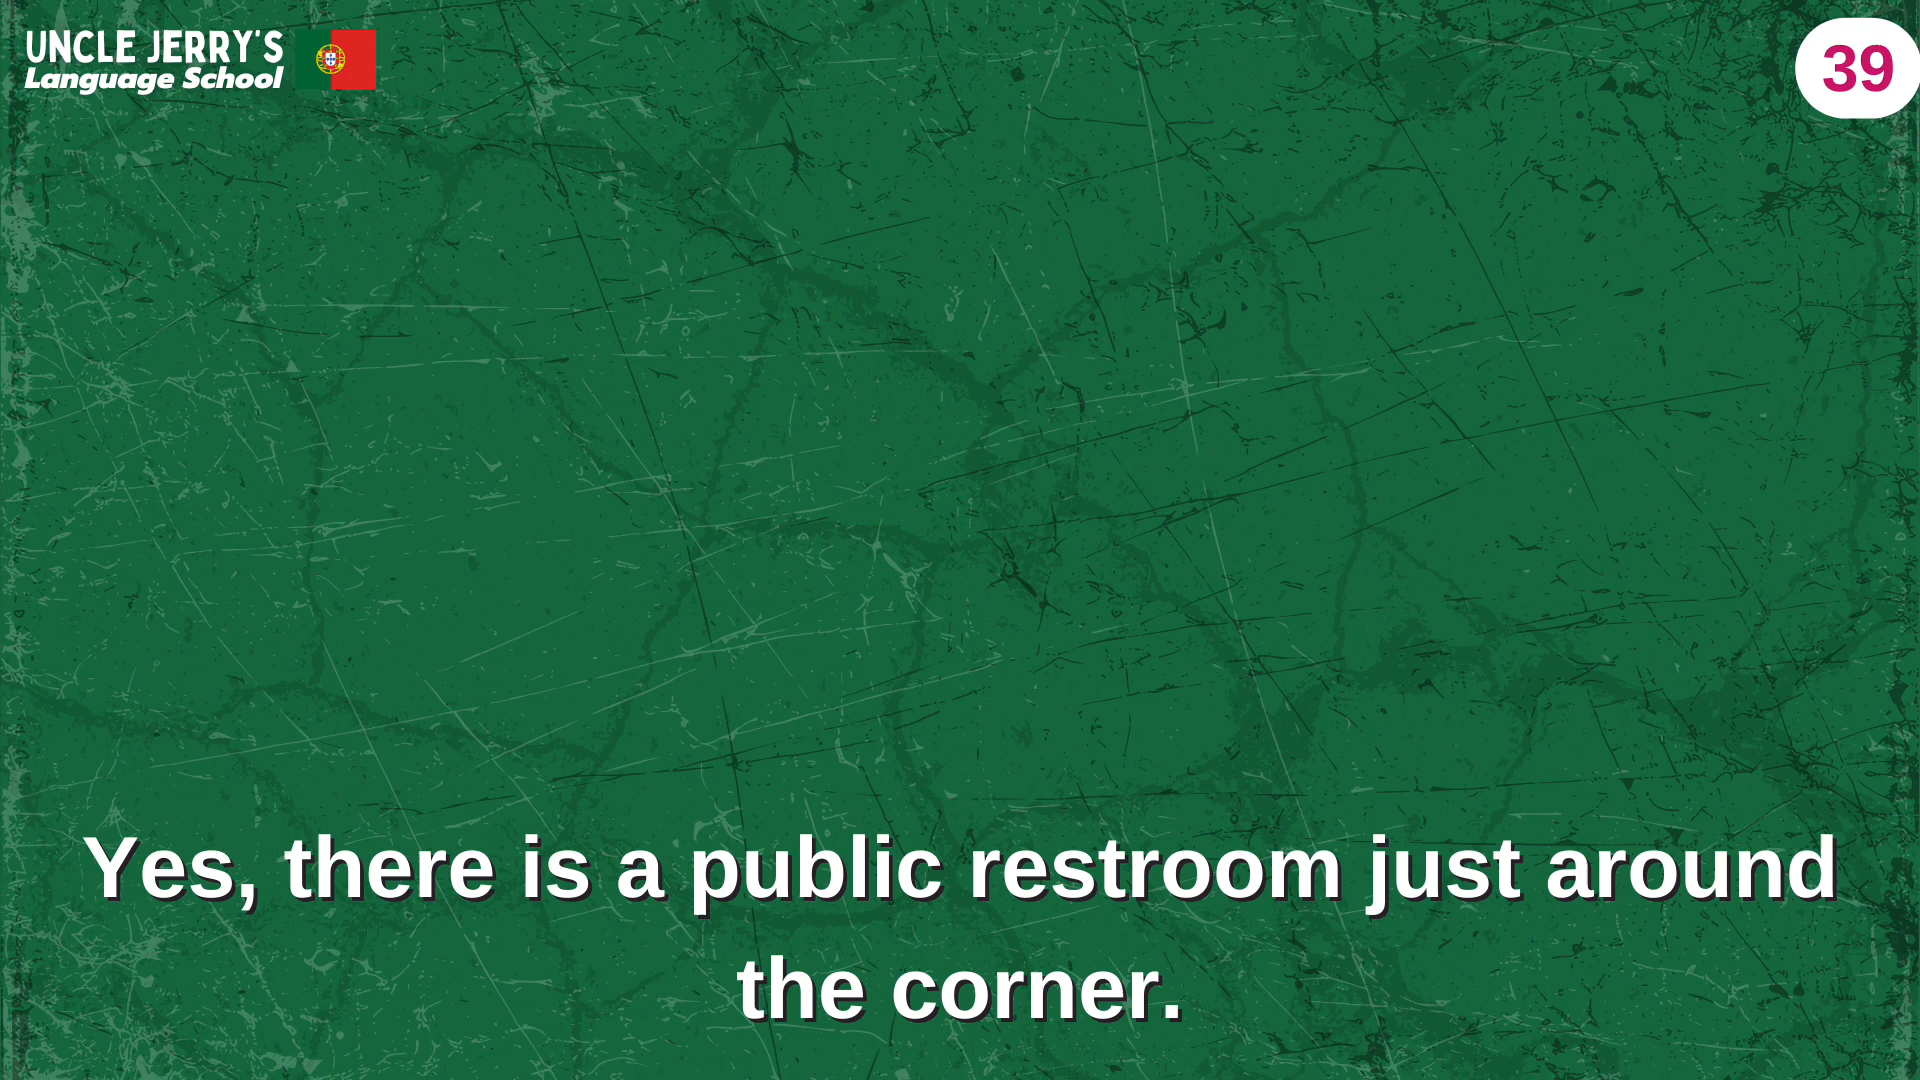 UNCLE JERRY'S
Language School
39
Yes, there is a public restroom just around
the corner.